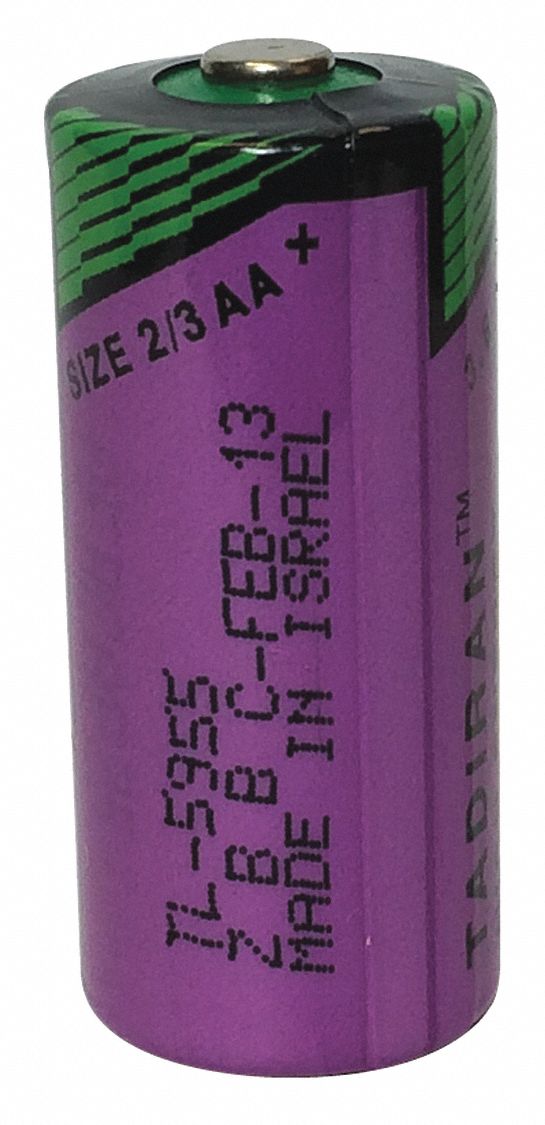 SIZE 2/3 AA +
TL-5955
Z B B C-FEB-13
MADE IN ISRAEL
TADIRAN™